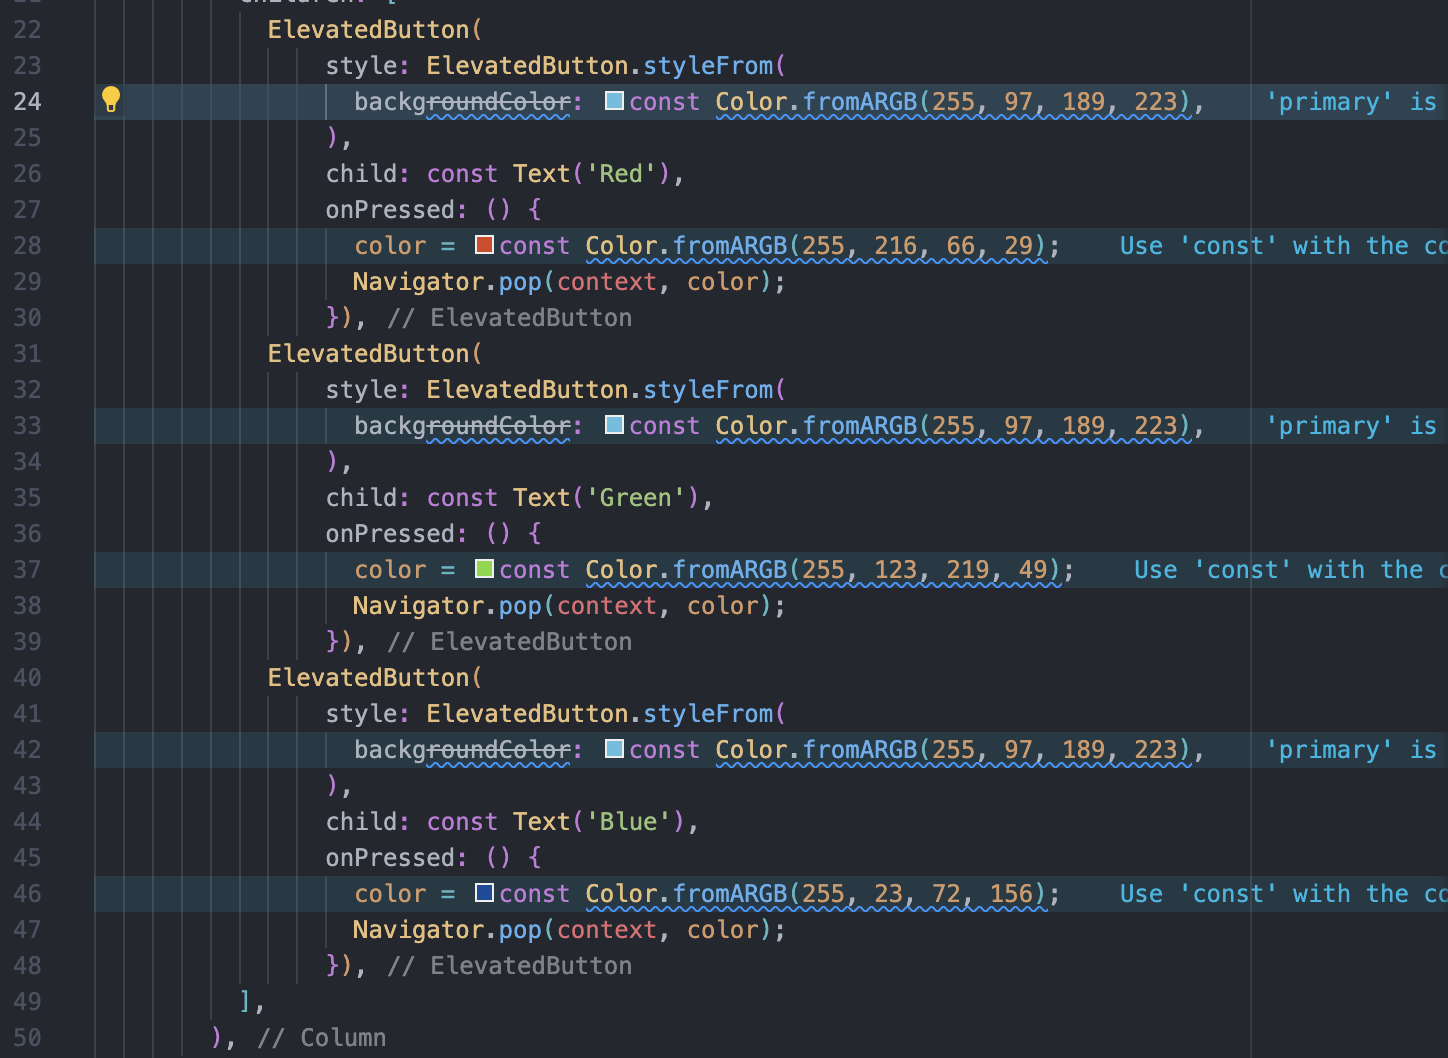 22 ElevatedButton(
23 style: ElevatedButton.styleFrom(
24 backgroundColor: const Color.fromARGB(255, 97, 189, 223), 'primary' is
25 ),
26 child: const Text('Red'),
27 onPressed: () {
28 color = const Color.fromARGB(255, 216, 66, 29); Use 'const' with the
29 Navigator.pop(context, color);
30 }), // ElevatedButton
31 ElevatedButton(
32 style: ElevatedButton.styleFrom(
33 backgroundColor: const Color.fromARGB(255, 97, 189, 223), 'primary' is
34 ),
35 child: const Text('Green'),
36 onPressed: () {
37 color = const Color.fromARGB(255, 123, 219, 49); Use 'const' with the
38 Navigator.pop(context, color);
39 }), // ElevatedButton
40 ElevatedButton(
41 style: ElevatedButton.styleFrom(
42 backgroundColor: const Color.fromARGB(255, 97, 189, 223), 'primary' is
43 ),
44 child: const Text('Blue'),
45 onPressed: () {
46 color = const Color.fromARGB(255, 23, 72, 156); Use 'const' with the
47 Navigator.pop(context, color);
48 }), // ElevatedButton
49 ],
50 ), // Column